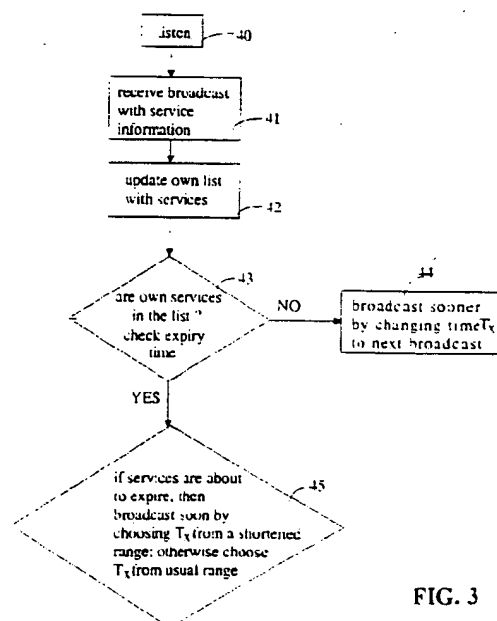 Listen
40
receive broadcast
with service
information
41
update own list
with services
42
43
are own services
in the list ?
check expiry
time
NO
44
broadcast sooner
by changing time Tx
to next broadcast
YES
45
if services are about
to expire, then
broadcast soon by
choosing Tx from a shortened
range; otherwise choose
Tx from usual range
FIG. 3